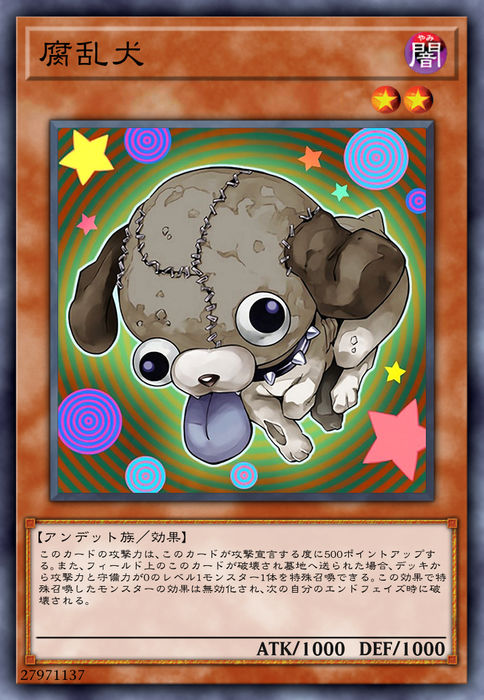 腐乱犬
やみ
闇
【アンデット族／効果】
このカードの攻撃力は、このカードが攻撃宣言する度に500ポイントアップす
る。また、フィールド上のこのカードが破壊され墓地へ送られた場合、デッキか
ら攻撃力と守備力が0のレベル1モンスター1体を特殊召喚できる。この効果で特
殊召喚したモンスターの効果は無効化され、次の自分のエンドフェイズ時に破
壊される。
ATK/1000 DEF/1000
27971137